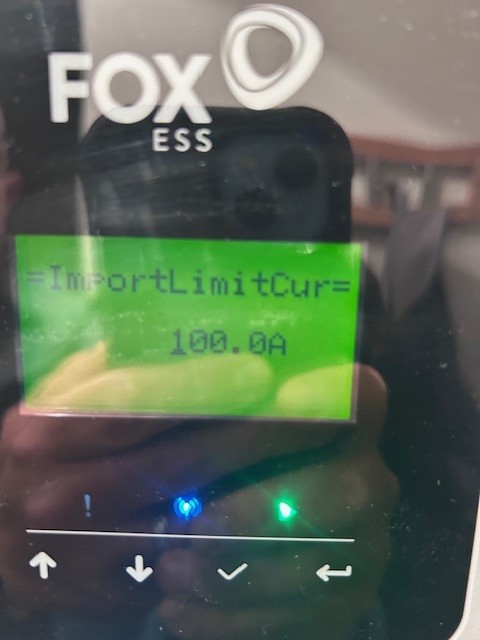 FOX
ESS
=ImportLimitCur=
100.0A
!